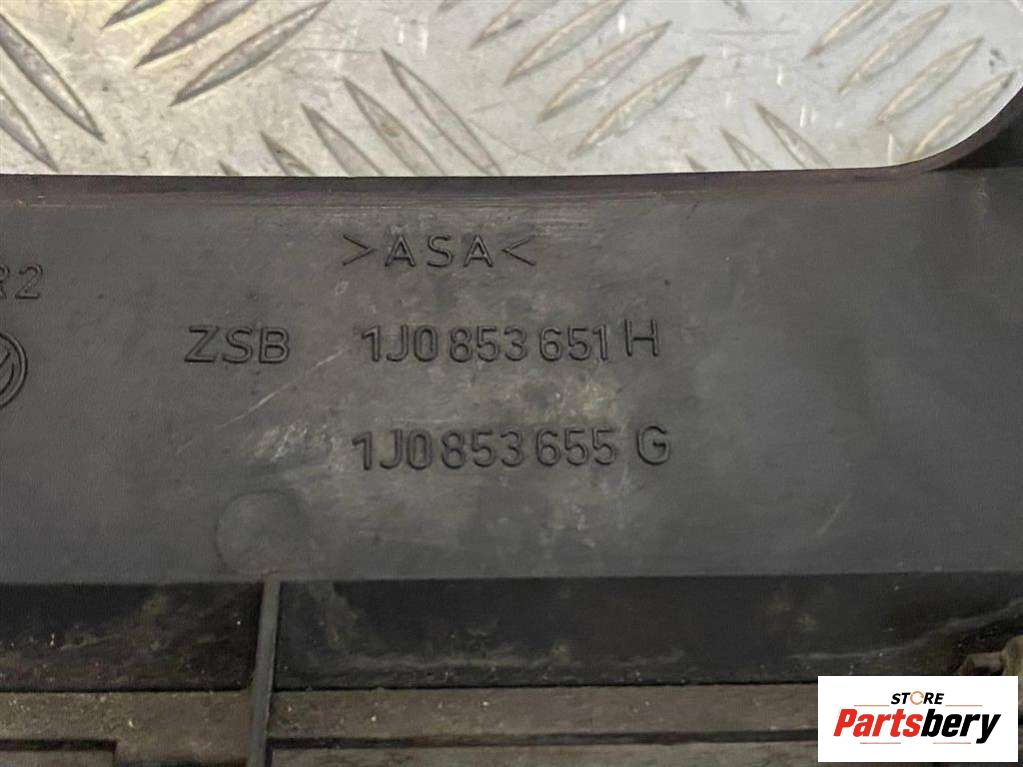 >ASA<
R2
ZSB 1J0 853 651 H
1J0 853 655 G
STORE
Partsbery